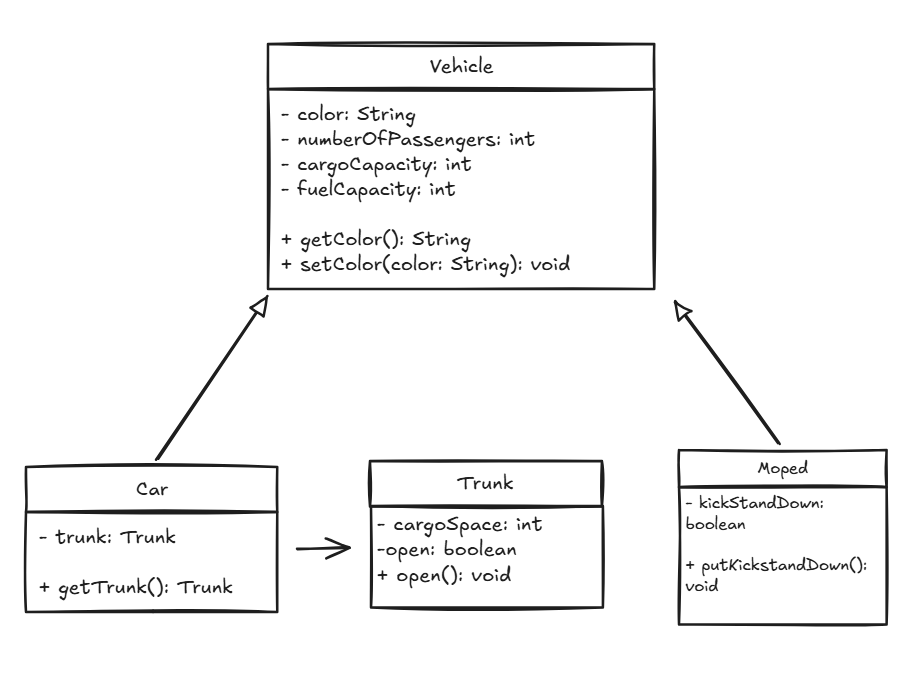 Vehicle
- color: String
- numberOfPassengers: int
- cargoCapacity: int
- fuelCapacity: int
+ getColor(): String
+ setColor(color: String): void
Car
- trunk: Trunk
+ getTrunk(): Trunk
Trunk
- cargoSpace: int
-open: boolean
+ open(): void
Moped
- kickStandDown:
boolean
+ putKickstandDown():
void